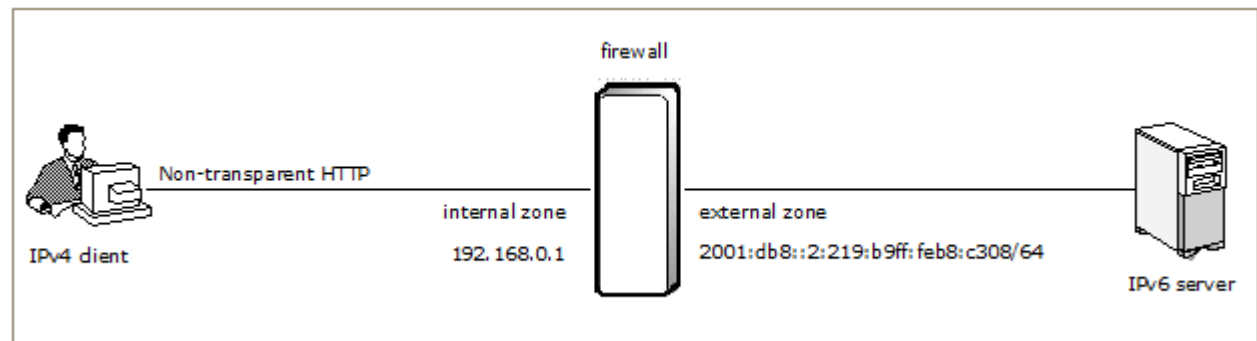 firewall
Non-transparent HTTP
internal zone
external zone
192.168.0.1
2001:db8::2:219:b9ff:feb8:c308/64
IPv4 client
IPv6 server